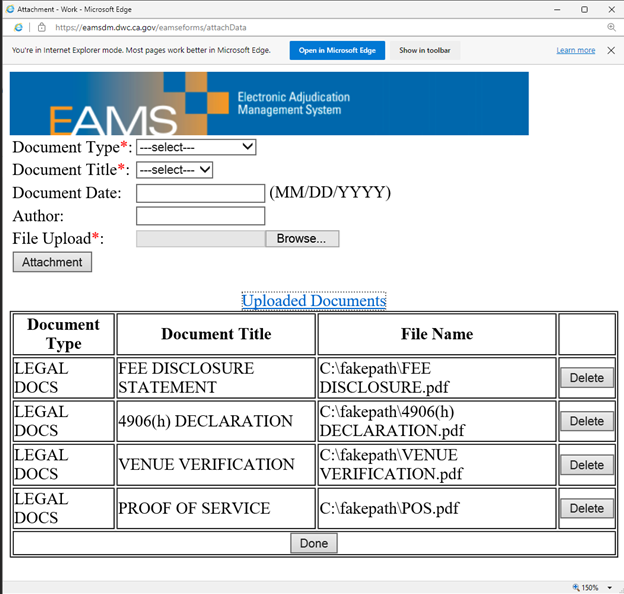 Attachment - Work - Microsoft Edge
https://eamsdm.dwc.ca.gov/eamseforms/attachData
You're in Internet Explorer mode. Most pages work better in Microsoft Edge.
Open in Microsoft Edge
Show in toolbar
Learn more
EAMS
Electronic Adjudication
Management System
Document Type*: ---select---
Document Title*: ---select---
Document Date: (MM/DD/YYYY)
Author:
File Upload*: Browse...
Attachment
Uploaded Documents
Document Type
Document Title
File Name
LEGAL DOCS
FEE DISCLOSURE STATEMENT
C:\fakepath\FEE DISCLOSURE.pdf
Delete
LEGAL DOCS
4906(h) DECLARATION
C:\fakepath\4906(h) DECLARATION.pdf
Delete
LEGAL DOCS
VENUE VERIFICATION
C:\fakepath\VENUE VERIFICATION.pdf
Delete
LEGAL DOCS
PROOF OF SERVICE
C:\fakepath\POS.pdf
Delete
Done
150%